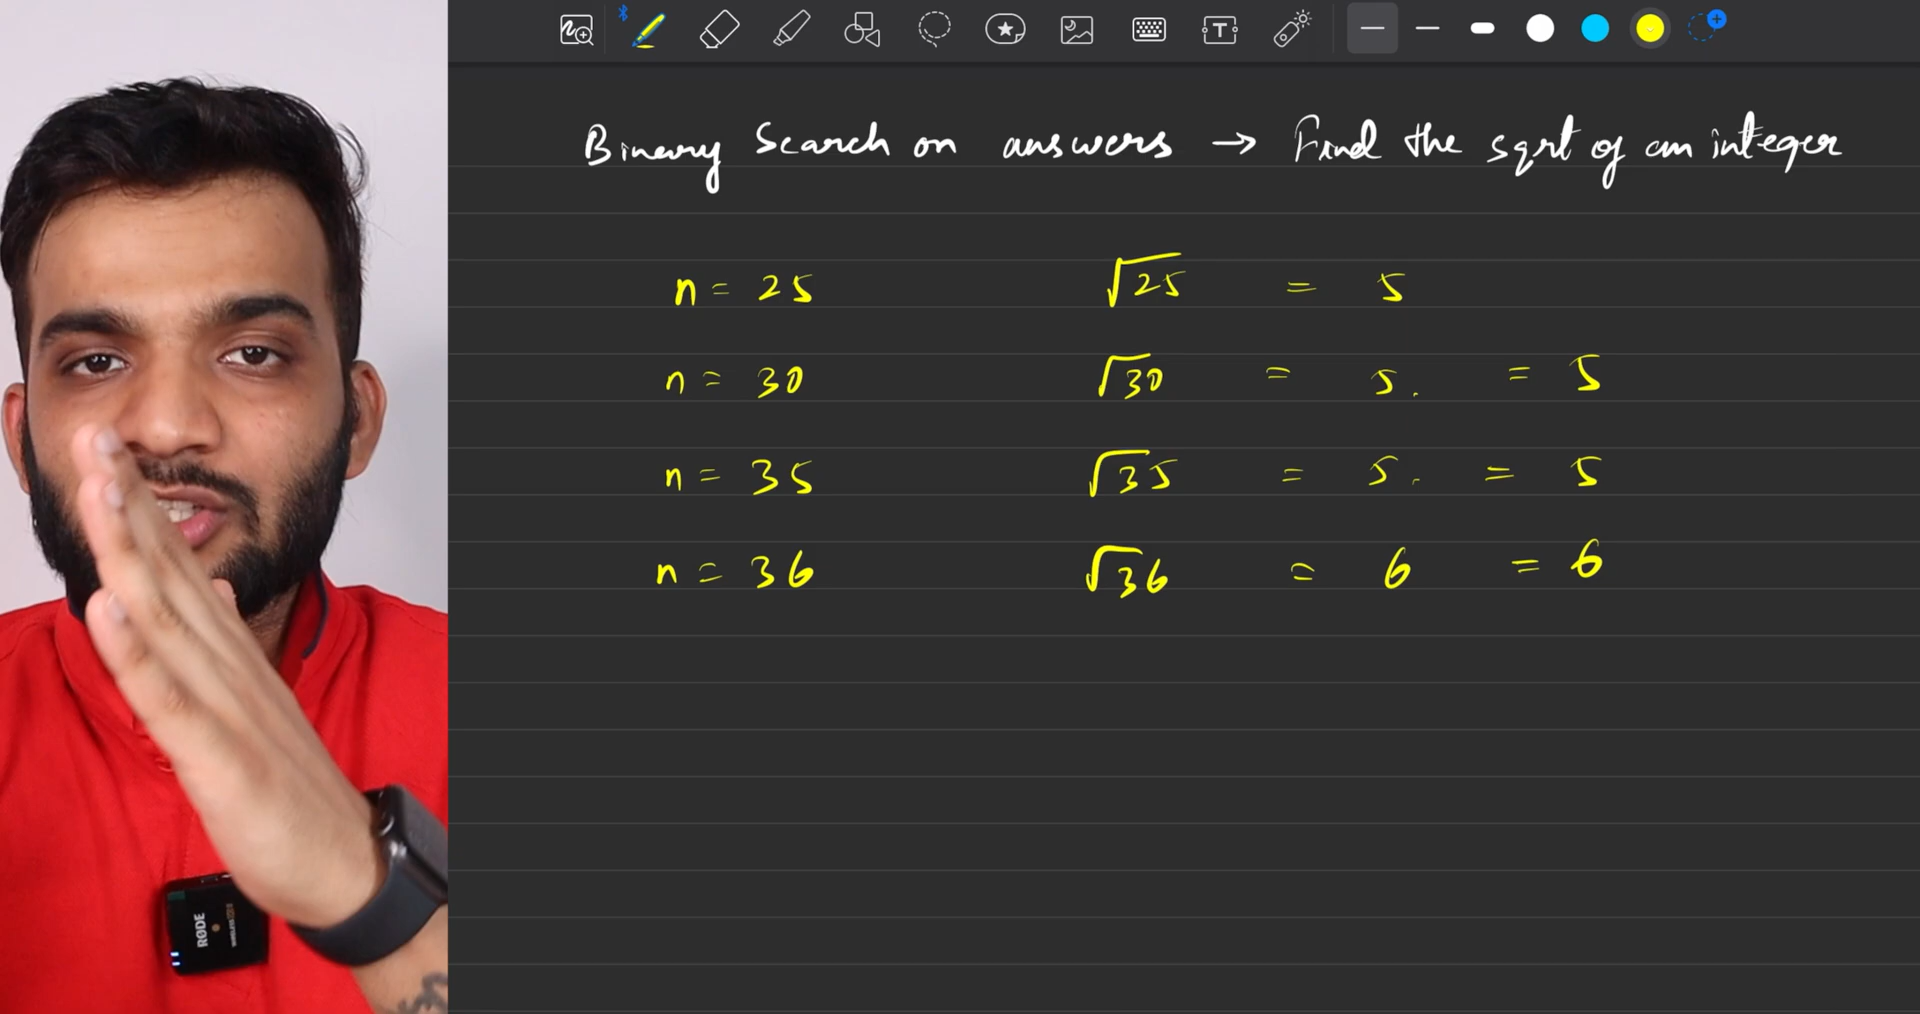 Binary Search on answers → Find the sqrt of an integer
n = 25 √25 = 5
n = 30 √30 = 5. = 5
n = 35 √35 = 5. = 5
n = 36 √36 = 6 = 6
RØDE